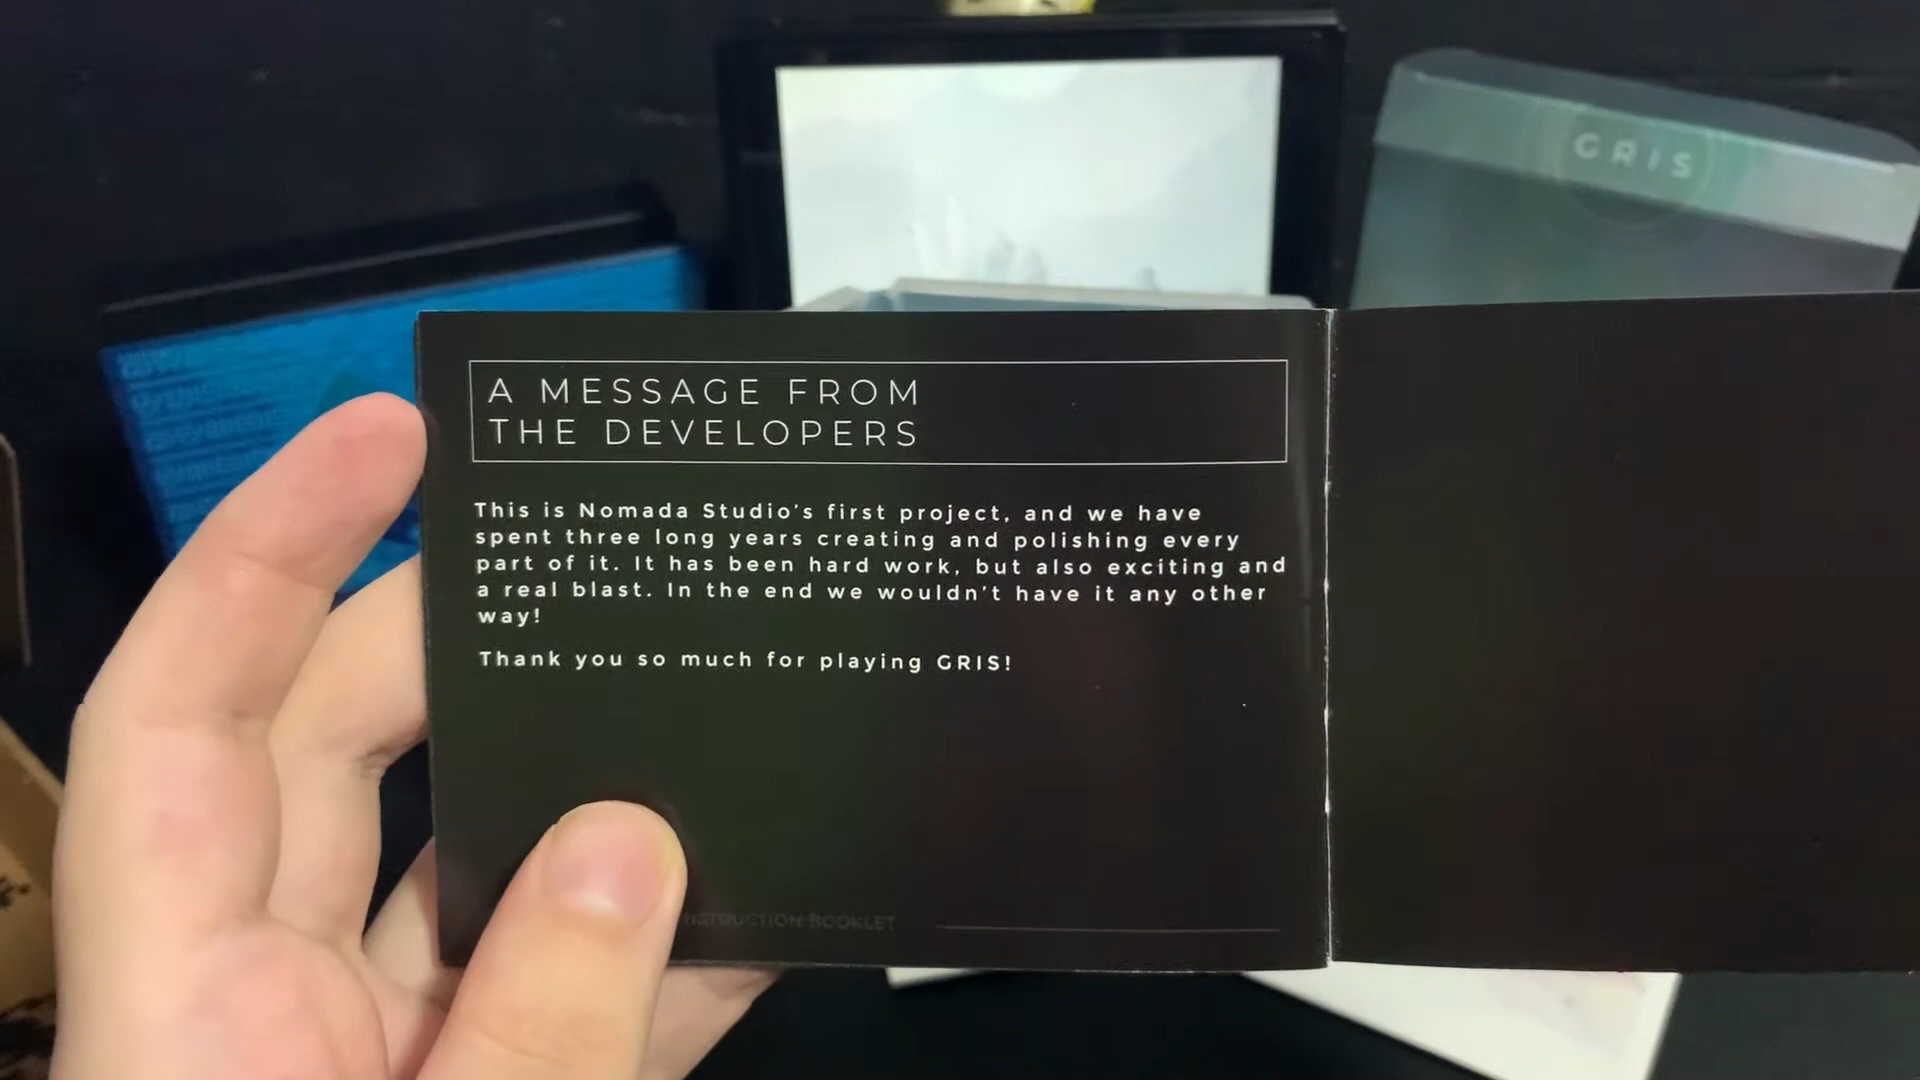 GRIS
A MESSAGE FROM
THE DEVELOPERS
This is Nomada Studio's first project, and we have
spent three long years creating and polishing every
part of it. It has been hard work, but also exciting and
a real blast. In the end we wouldn't have it any other
way!
Thank you so much for playing GRIS!
BOOKLET